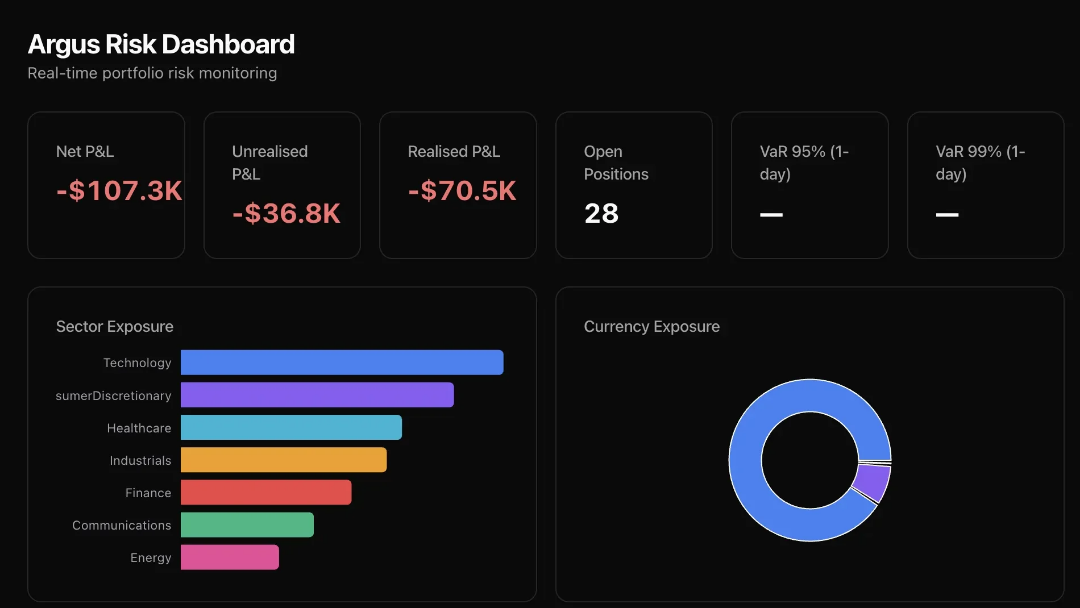 Argus Risk Dashboard
Real-time portfolio risk monitoring
Net P&L
-$107.3K
Unrealised
P&L
-$36.8K
Realised P&L
-$70.5K
Open
Positions
28
VaR 95% (1-
day)
—
VaR 99% (1-
day)
—
Sector Exposure
Technology
sumerDiscretionary
Healthcare
Industrials
Finance
Communications
Energy
Currency Exposure